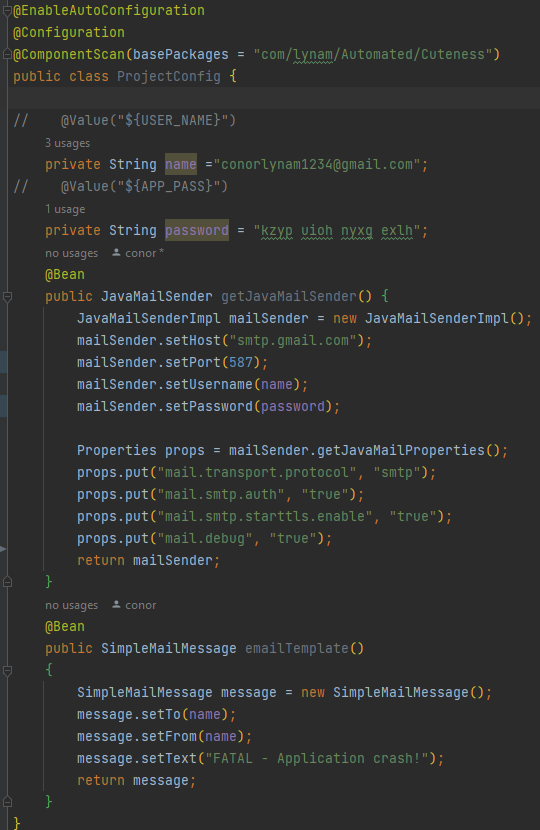 @EnableAutoConfiguration
@Configuration
@ComponentScan(basePackages = "com/lynam/Automated/Cuteness")
public class ProjectConfig {
//    @Value("${USER_NAME}")
3 usages
private String name ="conorlynam1234@gmail.com";
//    @Value("${APP_PASS}")
1 usage
private String password = "kzyp uioh nyxg exlh";
no usages conor *
@Bean
public JavaMailSender getJavaMailSender() {
JavaMailSenderImpl mailSender = new JavaMailSenderImpl();
mailSender.setHost("smtp.gmail.com");
mailSender.setPort(587);
mailSender.setUsername(name);
mailSender.setPassword(password);
Properties props = mailSender.getJavaMailProperties();
props.put("mail.transport.protocol", "smtp");
props.put("mail.smtp.auth", "true");
props.put("mail.smtp.starttls.enable", "true");
props.put("mail.debug", "true");
return mailSender;
}
no usages conor
@Bean
public SimpleMailMessage emailTemplate()
{
SimpleMailMessage message = new SimpleMailMessage();
message.setTo(name);
message.setFrom(name);
message.setText("FATAL - Application crash!");
return message;
}
}